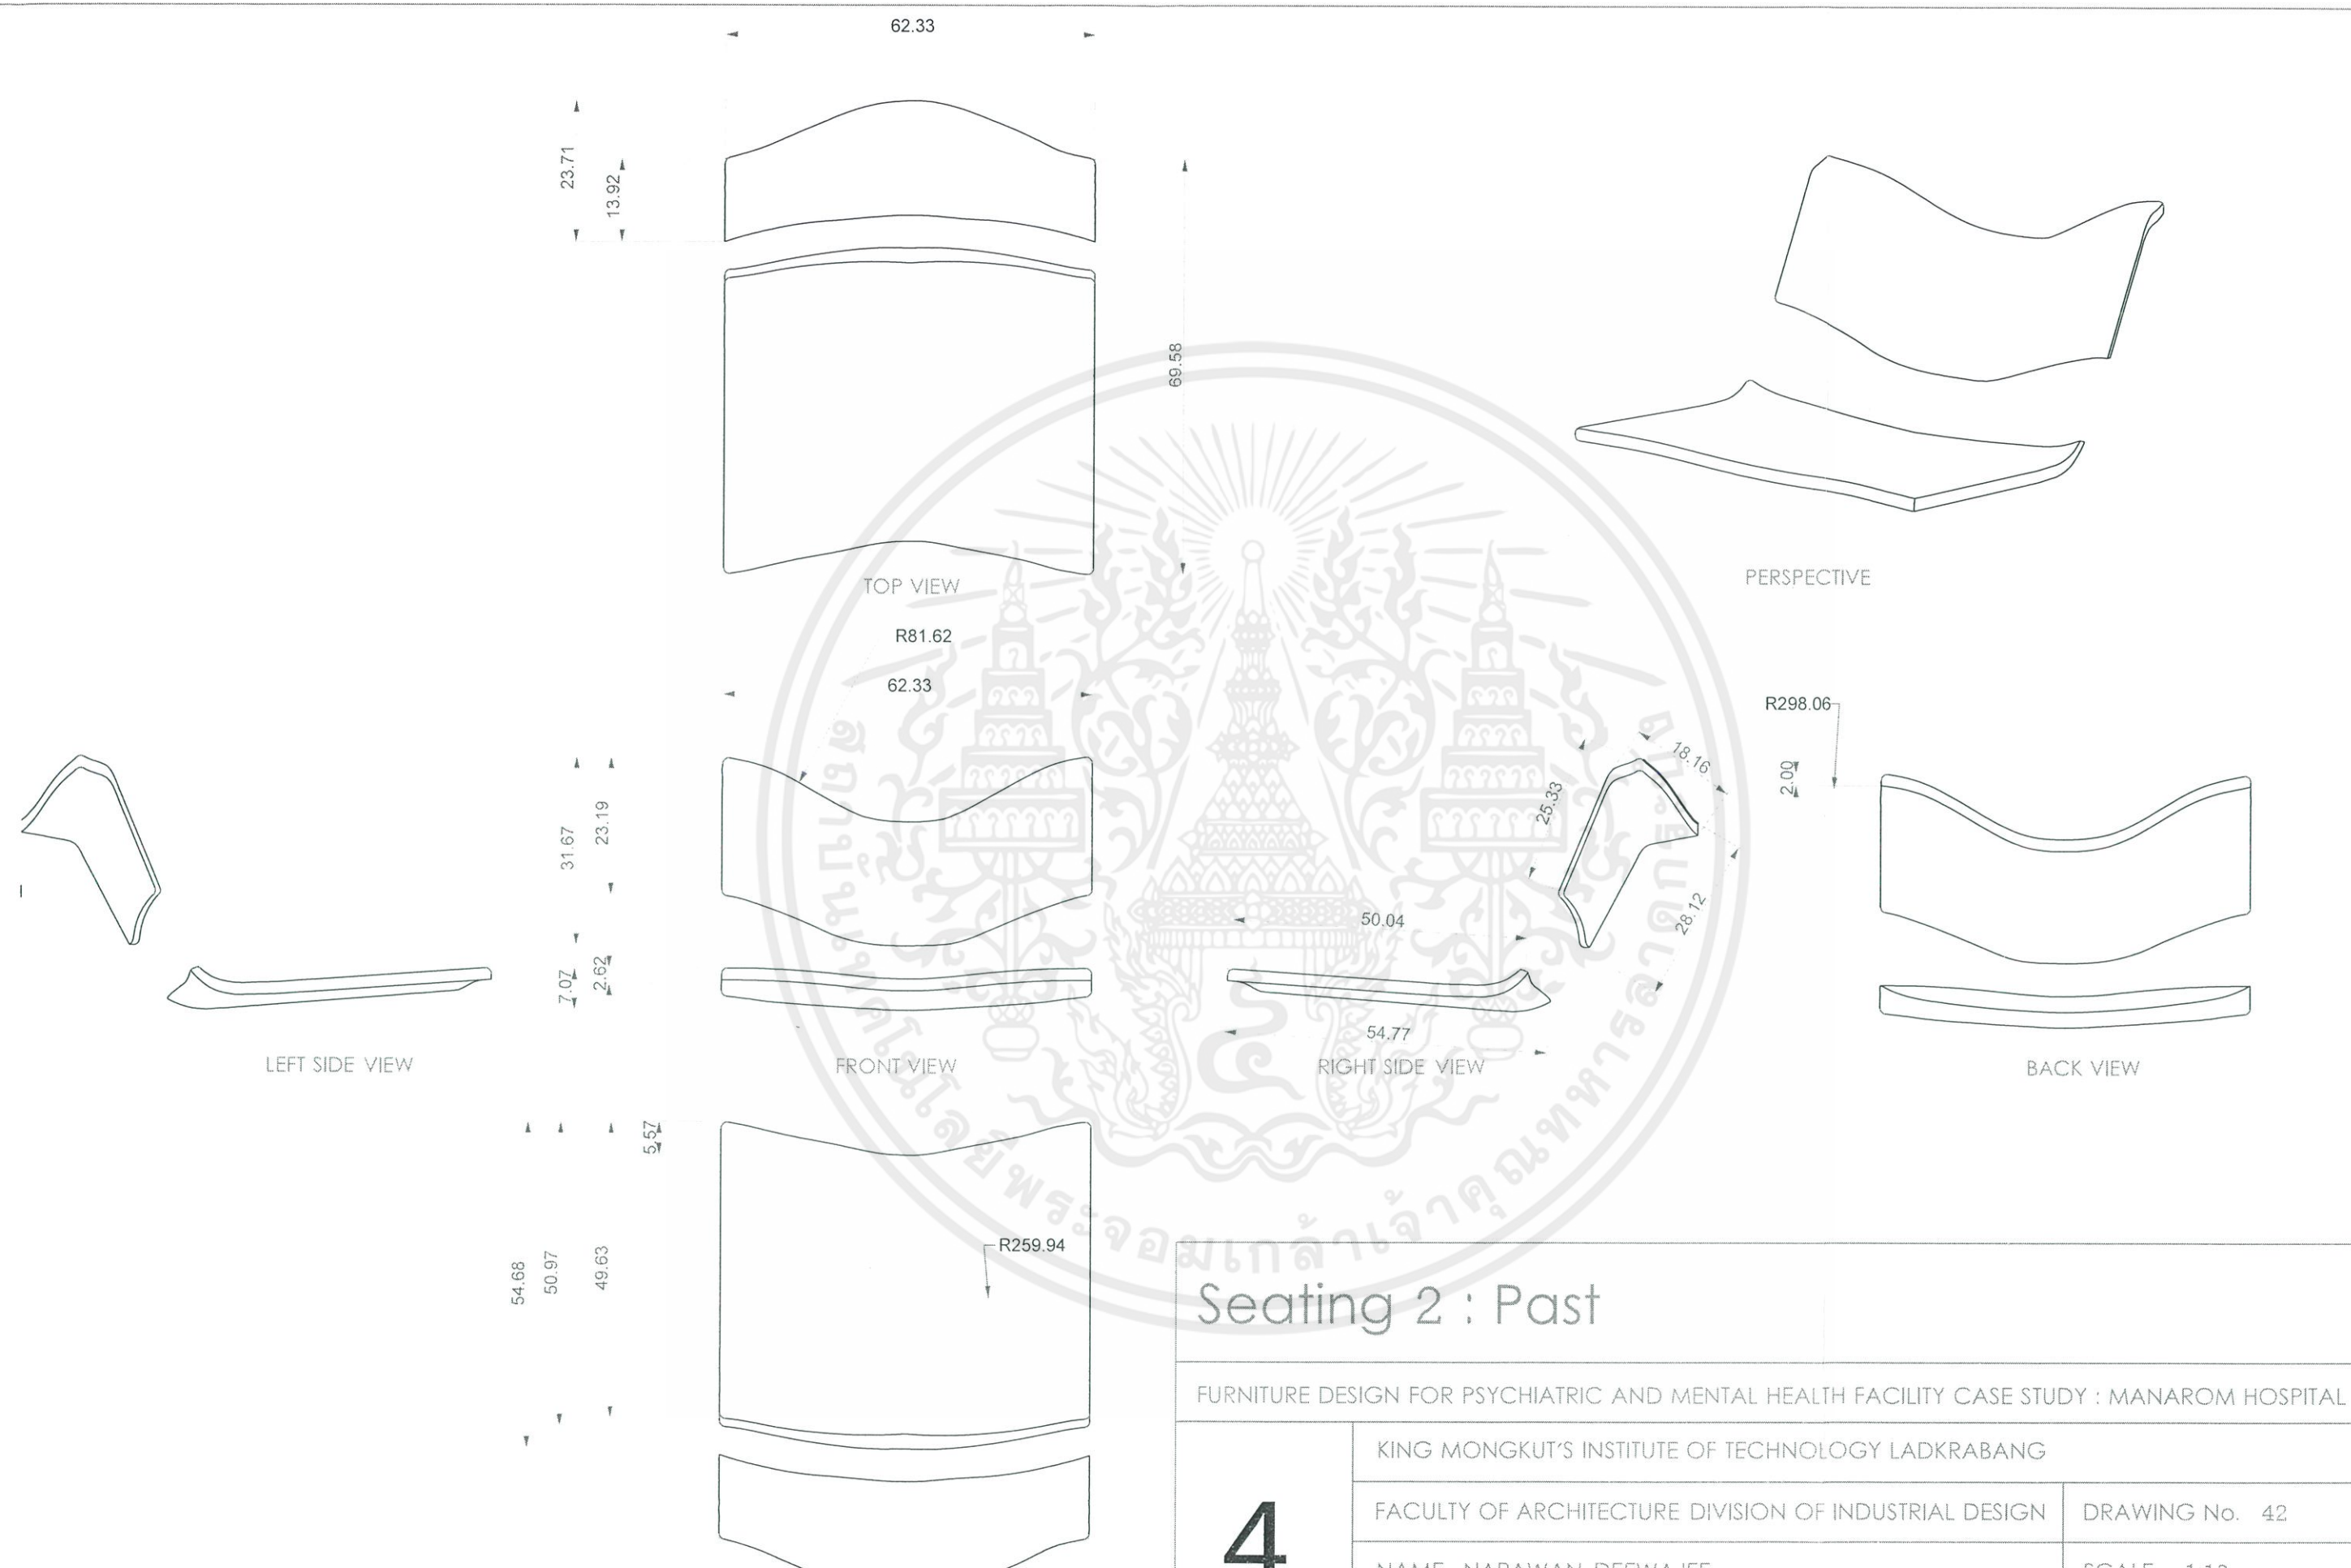 62.33
23.71
13.92
69.58
TOP VIEW
PERSPECTIVE
R81.62
62.33
R298.06
2.00
18.16
25.33
31.67
23.19
28.12
50.04
7.07
2.62
54.77
LEFT SIDE VIEW
FRONT VIEW
RIGHT SIDE VIEW
BACK VIEW
5.57
54.68
50.97
49.63
R259.94
Seating 2 : Past
FURNITURE DESIGN FOR PSYCHIATRIC AND MENTAL HEALTH FACILITY CASE STUDY : MANAROM HOSPITAL
KING MONGKUT'S INSTITUTE OF TECHNOLOGY LADKRABANG
4
FACULTY OF ARCHITECTURE DIVISION OF INDUSTRIAL DESIGN
DRAWING No. 42